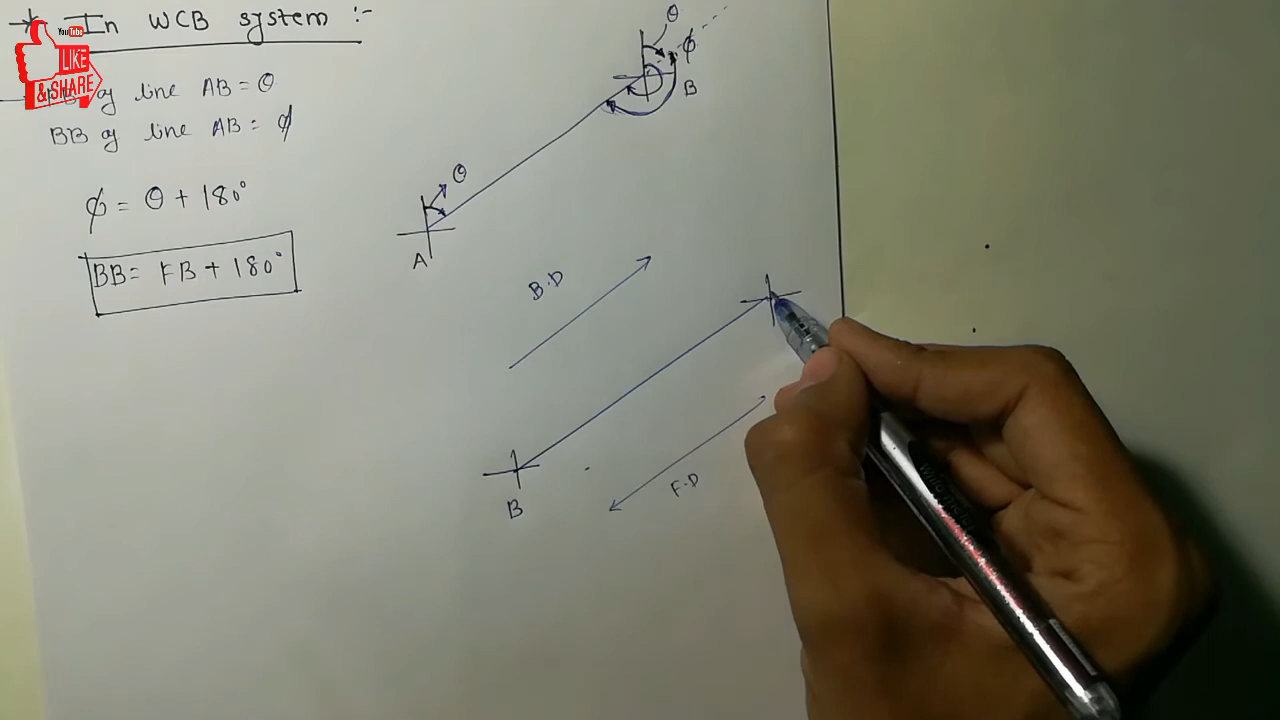 * In WCB system :-
YouTube
LIKE
& SHARE
of line AB = θ
BB of line AB = ϕ
ϕ = θ + 180°
BB = FB + 180°
θ
ϕ
B
θ
A
B.D
F.D
B